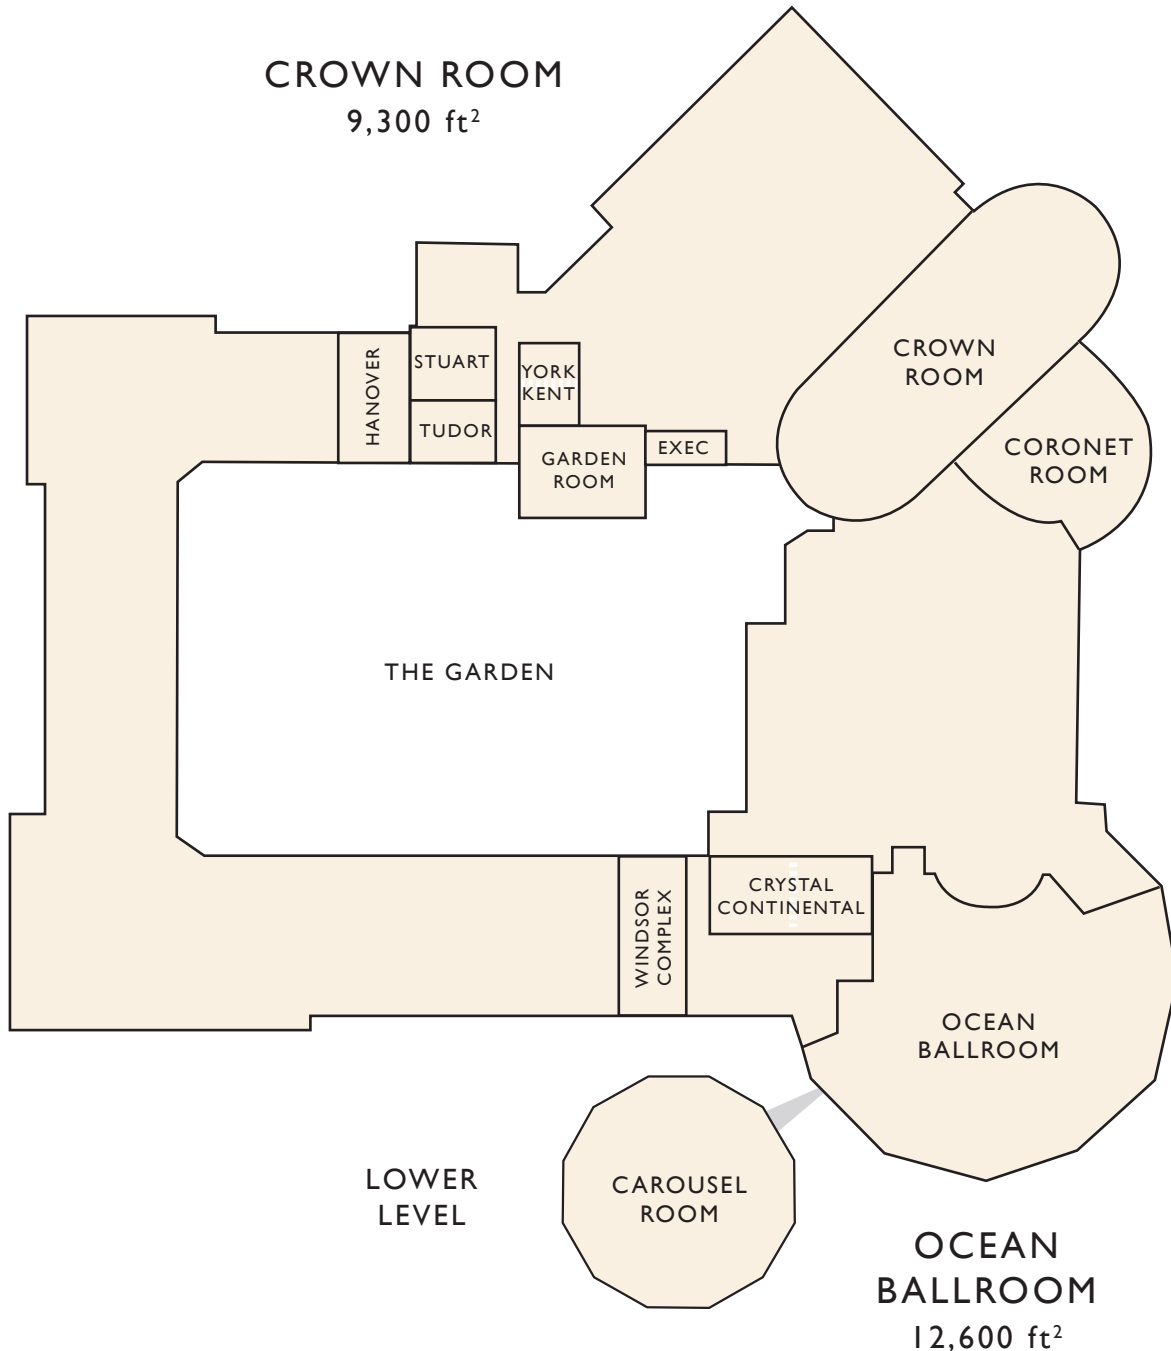 CROWN ROOM
9,300 ft²
CROWN
ROOM
HANOVER
STUART
TUDOR
YORK
KENT
GARDEN
ROOM
EXEC
CORONET
ROOM
THE GARDEN
WINDSOR
COMPLEX
CRYSTAL
CONTINENTAL
OCEAN
BALLROOM
LOWER
LEVEL
CAROUSEL
ROOM
OCEAN
BALLROOM
12,600 ft²